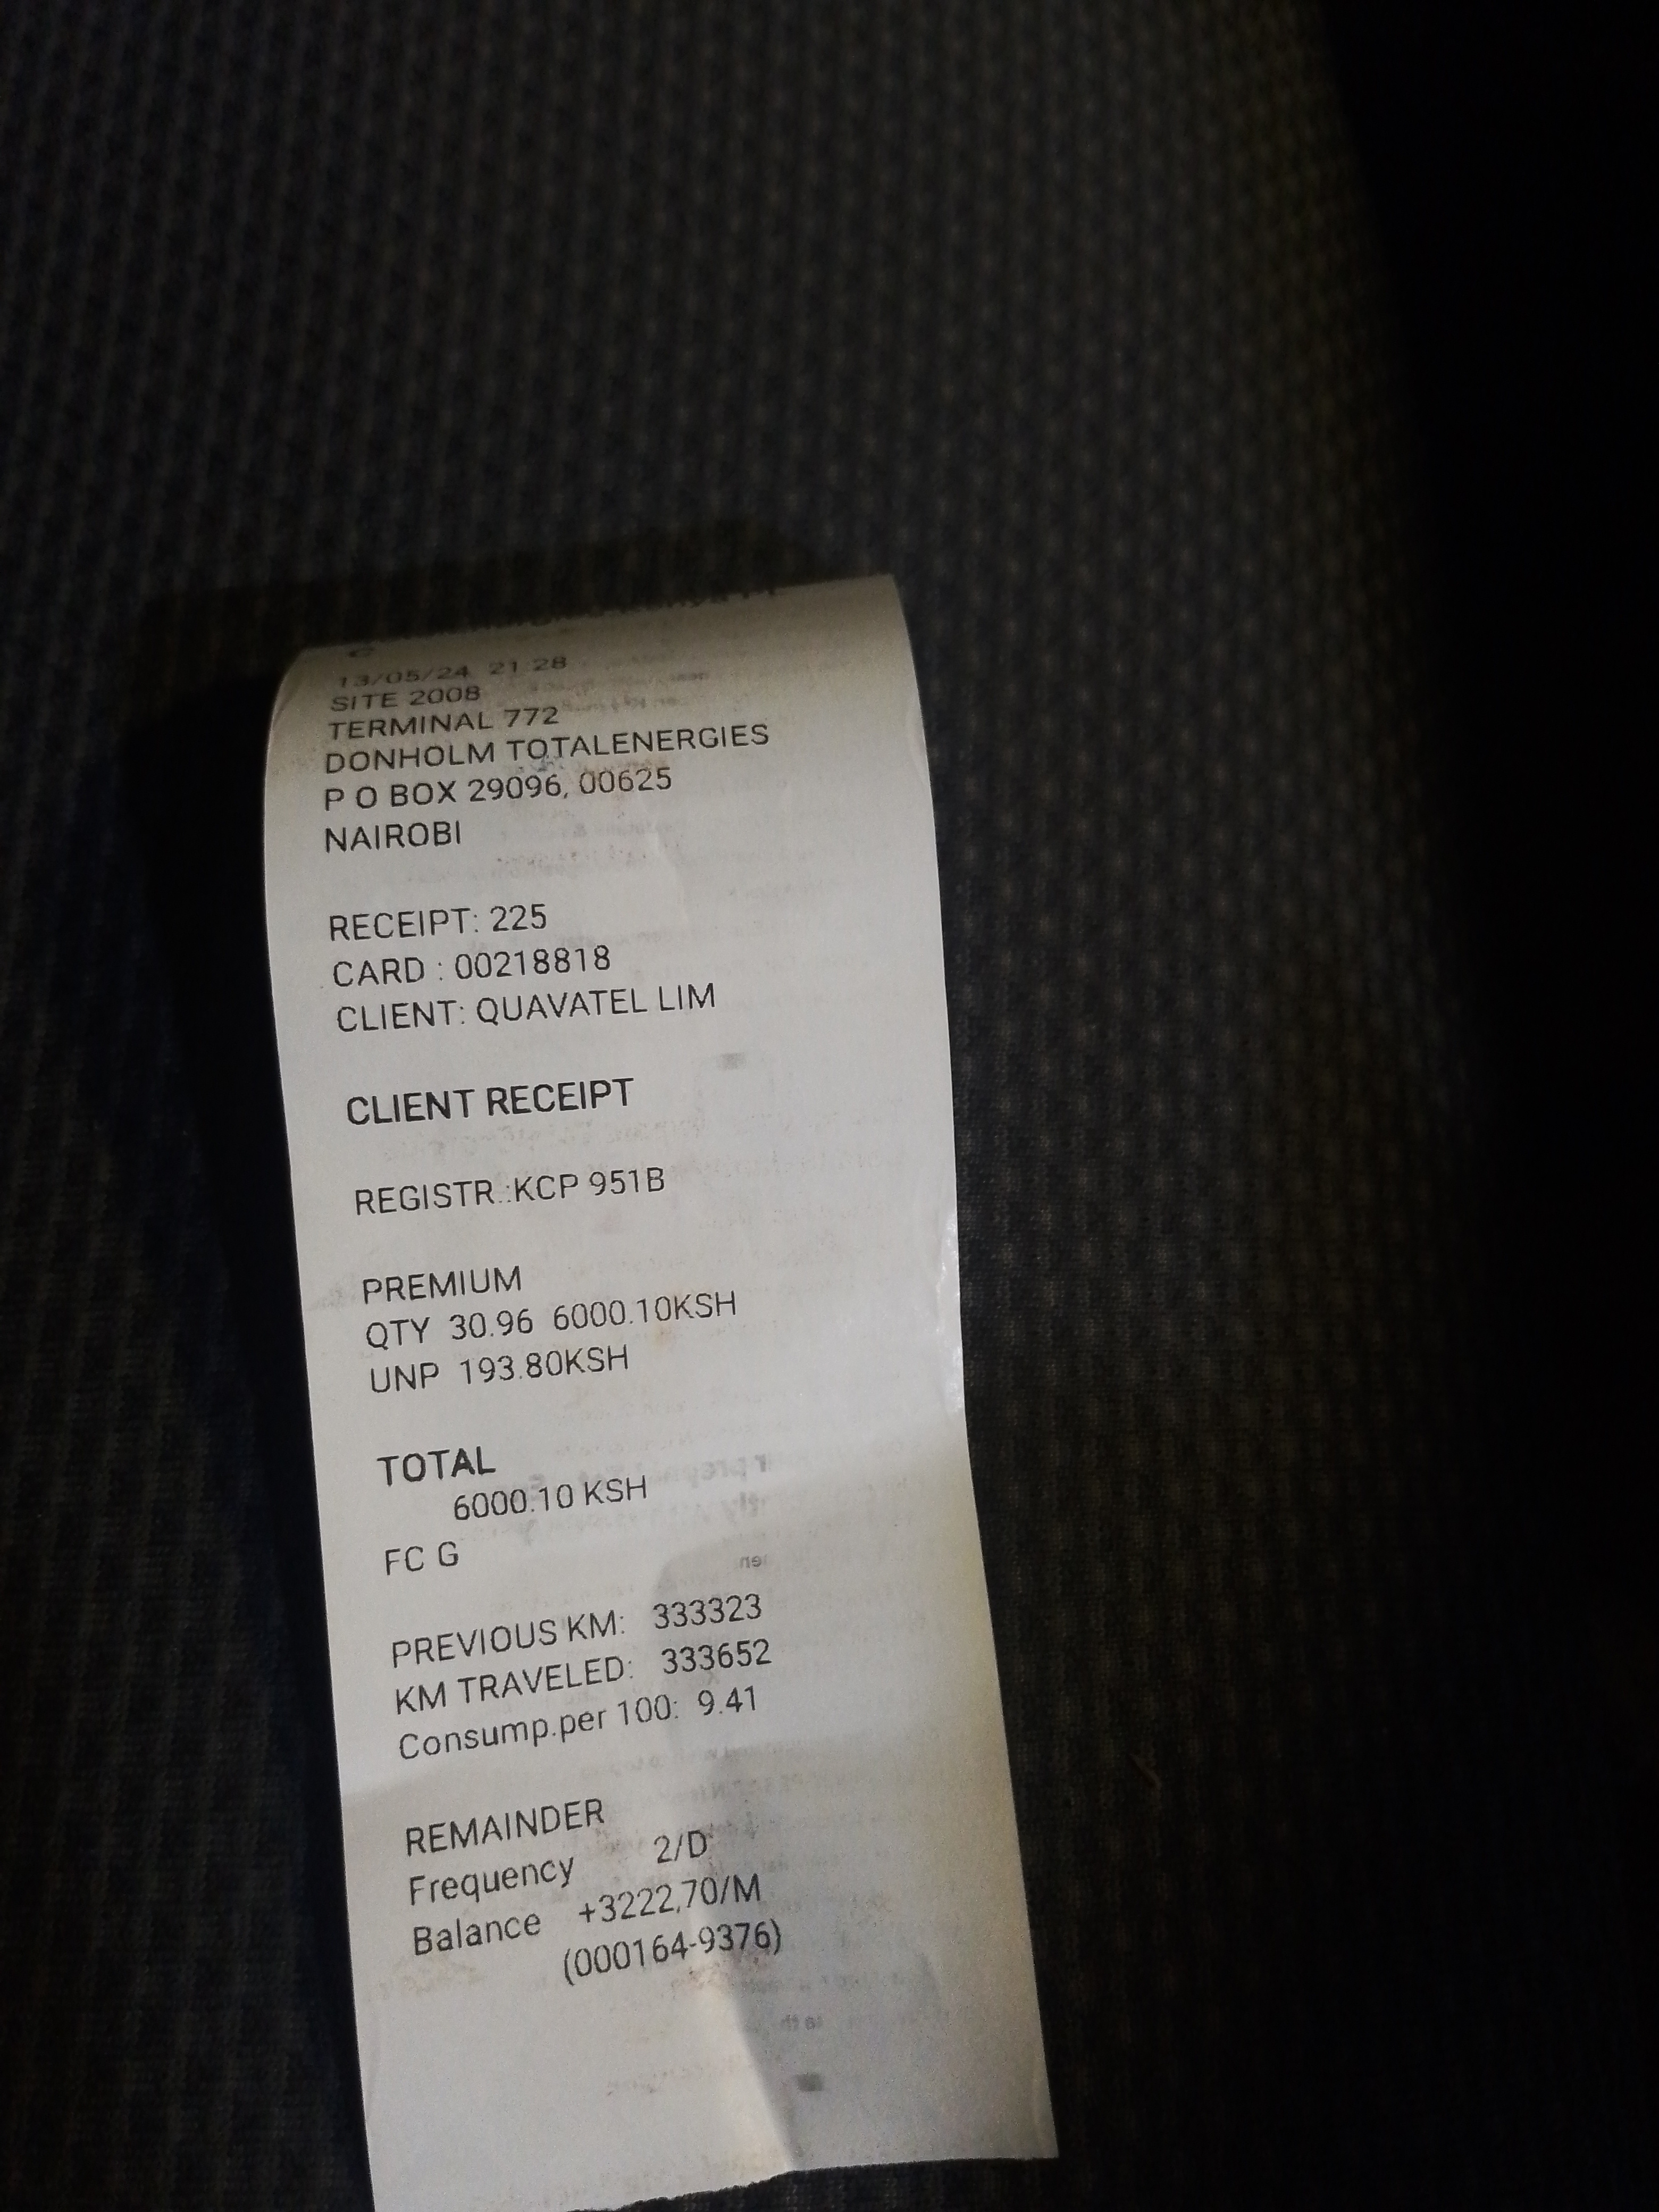 13/05/24 21:28
SITE 2008
TERMINAL 772
DONHOLM TOTALENERGIES
P O BOX 29096, 00625
NAIROBI
RECEIPT: 225
CARD : 00218818
CLIENT: QUAVATEL LIM
CLIENT RECEIPT
REGISTR.:KCP 951B
PREMIUM
QTY 30.96 6000.10KSH
UNP 193.80KSH
TOTAL
6000.10 KSH
FC G
PREVIOUS KM: 333323
KM TRAVELED: 333652
Consump.per 100: 9.41
REMAINDER
Frequency 2/D
Balance +3222,70/M
(000164-9376)